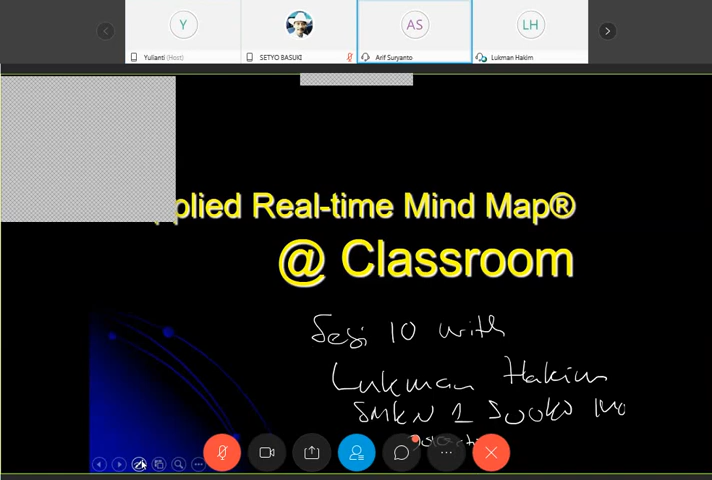 Y
AS
LH
Yulianti (Host)
SETYO BASUKI
Arif Suryanto
Lukman Hakim
plied Real-time Mind Map®
@ Classroom
Sesi 10 with
Lukman Hakim
SMKN 1 Sooko Mo